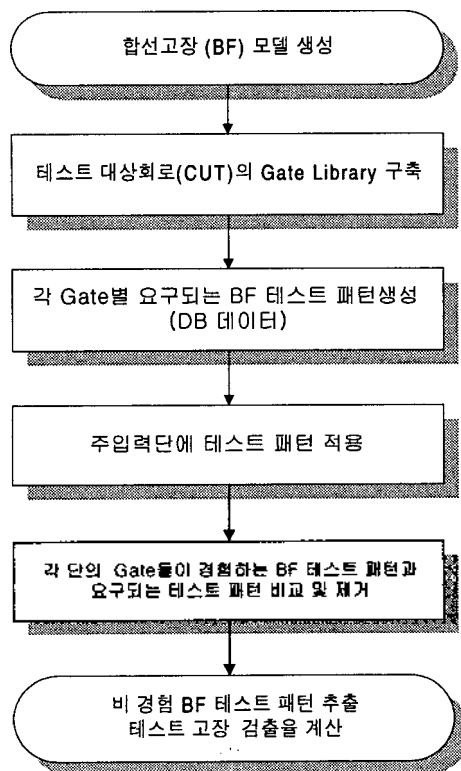 합선고장 (BF) 모델 생성
테스트 대상회로(CUT)의 Gate Library 구축
각 Gate별 요구되는 BF 테스트 패턴생성
(DB 데이터)
주입력단에 테스트 패턴 적용
각 단의 Gate들이 경험하는 BF 테스트 패턴과
요구되는 테스트 패턴 비교 및 제거
비 경험 BF 테스트 패턴 추출
테스트 고장 검출율 계산